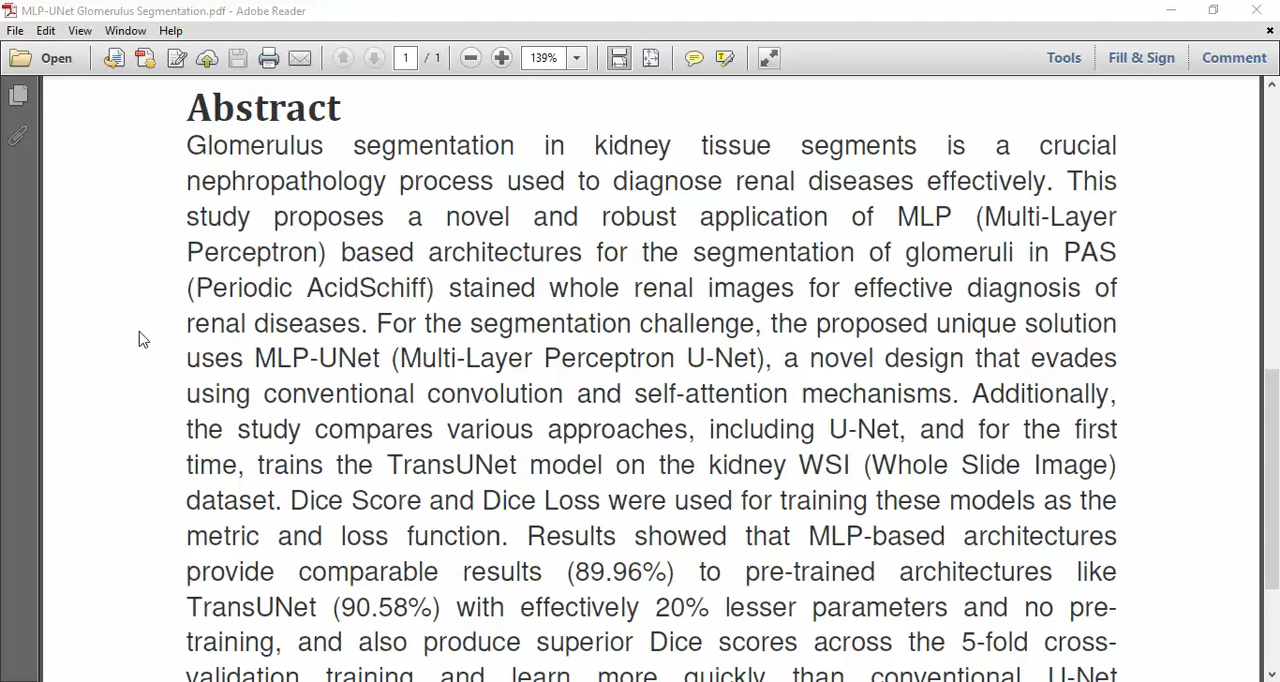 MLP-UNet Glomerulus Segmentation.pdf - Adobe Reader
File Edit View Window Help
Open 1 / 1 139% Tools Fill & Sign Comment
Abstract
Glomerulus segmentation in kidney tissue segments is a crucial
nephropathology process used to diagnose renal diseases effectively. This
study proposes a novel and robust application of MLP (Multi-Layer
Perceptron) based architectures for the segmentation of glomeruli in PAS
(Periodic AcidSchiff) stained whole renal images for effective diagnosis of
renal diseases. For the segmentation challenge, the proposed unique solution
uses MLP-UNet (Multi-Layer Perceptron U-Net), a novel design that evades
using conventional convolution and self-attention mechanisms. Additionally,
the study compares various approaches, including U-Net, and for the first
time, trains the TransUNet model on the kidney WSI (Whole Slide Image)
dataset. Dice Score and Dice Loss were used for training these models as the
metric and loss function. Results showed that MLP-based architectures
provide comparable results (89.96%) to pre-trained architectures like
TransUNet (90.58%) with effectively 20% lesser parameters and no pre-
training, and also produce superior Dice scores across the 5-fold cross-
validation training and learn more quickly than conventional U-Net